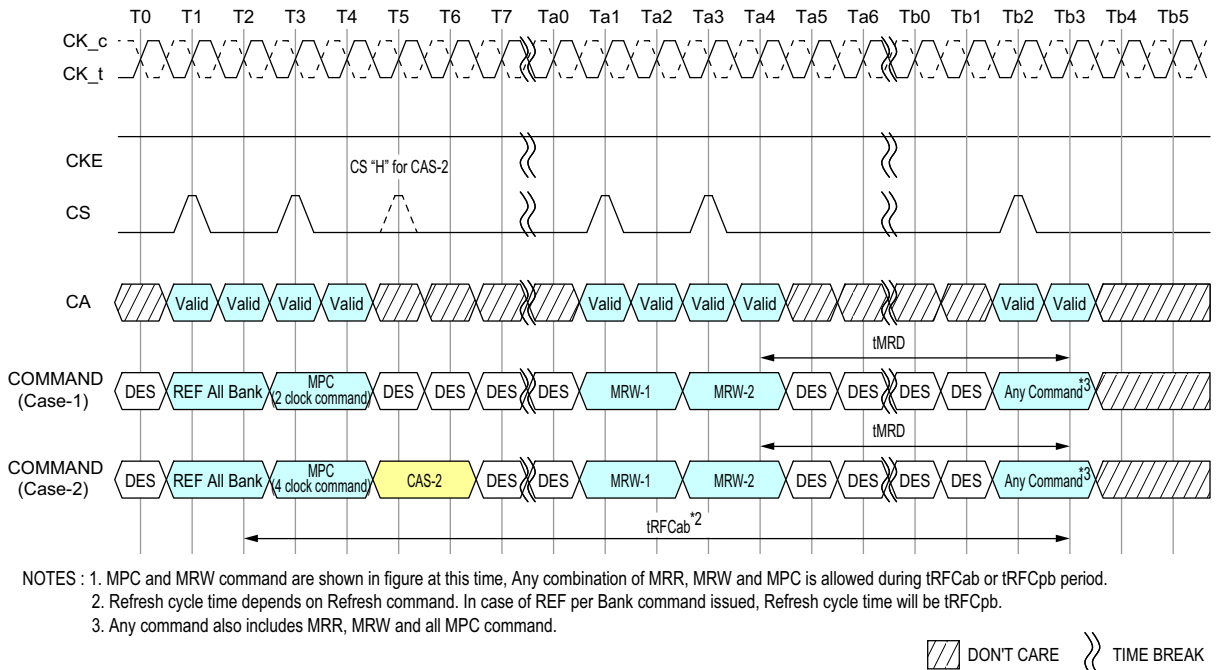 T0 T1 T2 T3 T4 T5 T6 T7 Ta0 Ta1 Ta2 Ta3 Ta4 Ta5 Ta6 Tb0 Tb1 Tb2 Tb3 Tb4 Tb5
CK_c
CK_t
CKE
CS “H” for CAS-2
CS
CA Valid Valid Valid Valid Valid Valid Valid Valid Valid Valid
tMRD
COMMAND
(Case-1)
DES REF All Bank MPC (2 clock command) DES DES DES DES MRW-1 MRW-2 DES DES DES DES Any Command*3
tMRD
COMMAND
(Case-2)
DES REF All Bank MPC (4 clock command) CAS-2 DES DES MRW-1 MRW-2 DES DES DES DES Any Command*3
tRFCab*2
NOTES : 1. MPC and MRW command are shown in figure at this time, Any combination of MRR, MRW and MPC is allowed during tRFCab or tRFCpb period.
2. Refresh cycle time depends on Refresh command. In case of REF per Bank command issued, Refresh cycle time will be tRFCpb.
3. Any command also includes MRR, MRW and all MPC command.
DON'T CARE TIME BREAK